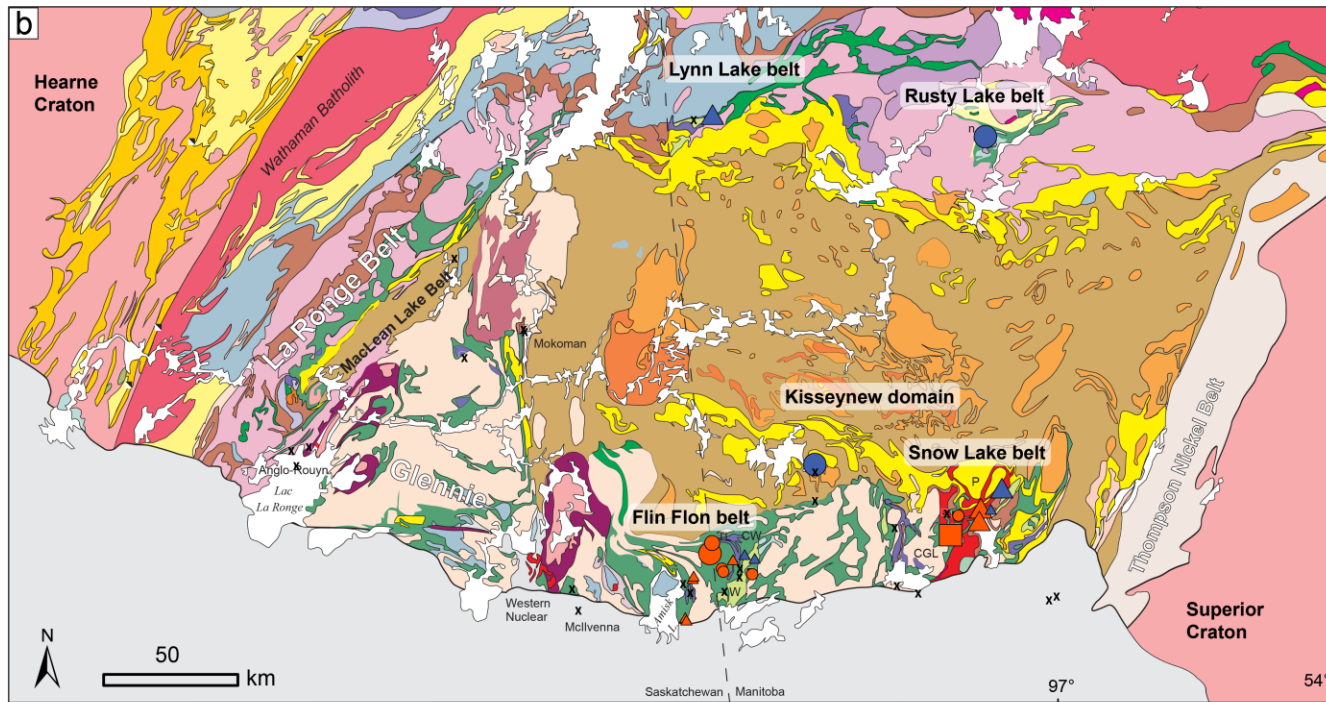 b
Hearne
Craton
Wathaman Batholith
Lynn Lake belt
Rusty Lake belt
n
La Ronge Belt
MacLean Lake Belt
Mokoman
Kisseynew domain
Thompson Nickel Belt
Anglo-Rouyn
Lac
La Ronge
Glennie
Snow Lake belt
P
Flin Flon belt
CW
CGL
W
Western
Nuclear
McIlvenna
Amisk
L
Superior
Craton
N
50
km
Saskatchewan
Manitoba
97°
54°